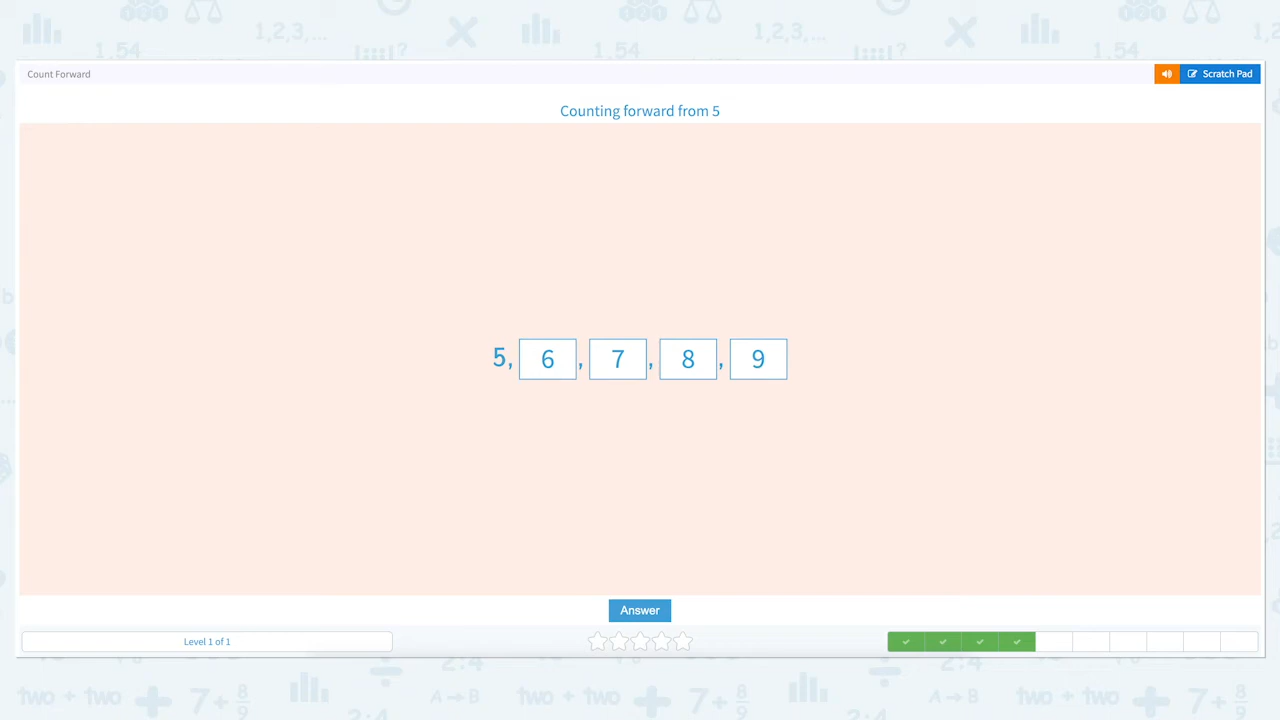 Count Forward
Scratch Pad
Counting forward from 5
5, 6, 7, 8, 9
Answer
Level 1 of 1